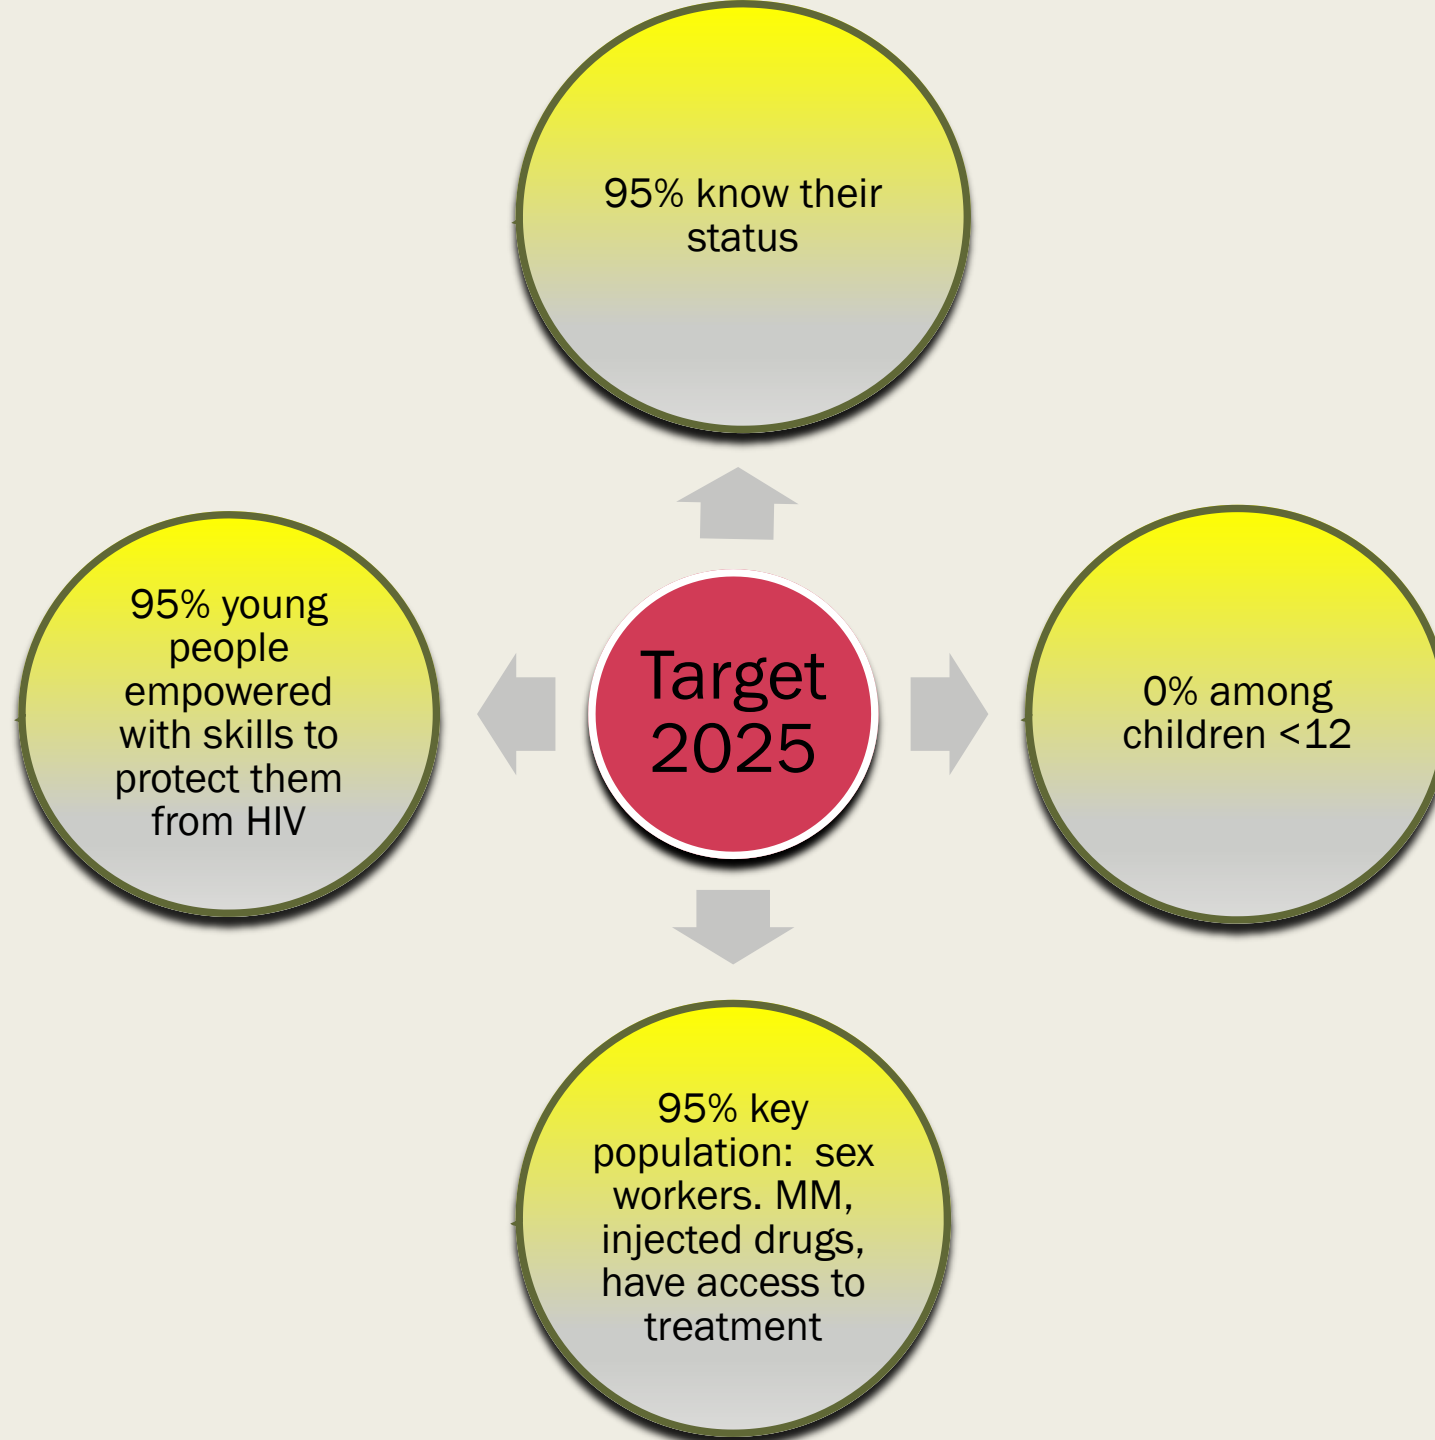 95% know their
status
95% young
people
empowered
with skills to
protect them
from HIV
Target
2025
0% among
children <12
95% key
population:  sex
workers. MM,
injected drugs,
have access to
treatment